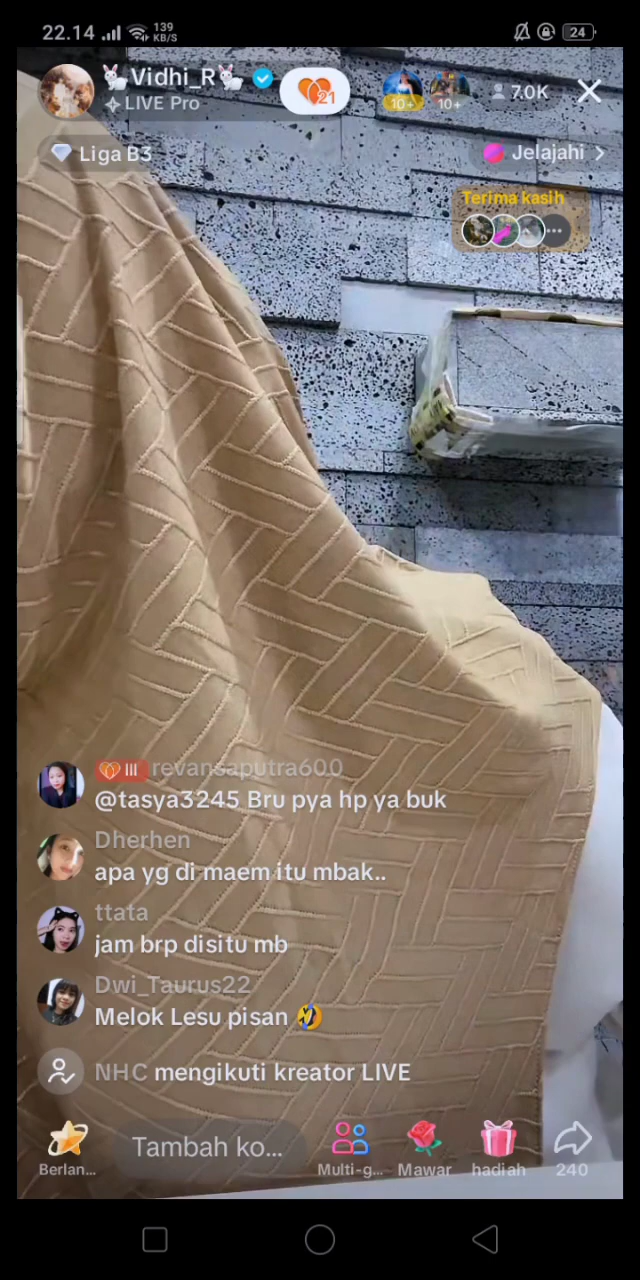 22.14
139
KB/S
24
🐇Vidhi_R🐇
LIVE Pro
21
10+
10+
7.0K
Liga B3
Jelajahi
Terima kasih
III revansaputra600
@tasya3245 Bru pya hp ya buk
Dherhen
apa yg di maem itu mbak..
ttata
jam brp disitu mb
Dwi_Taurus22
Melok Lesu pisan 🤣
NHC mengikuti kreator LIVE
Tambah ko...
Berlan...
Multi-g...
Mawar
hadiah
240